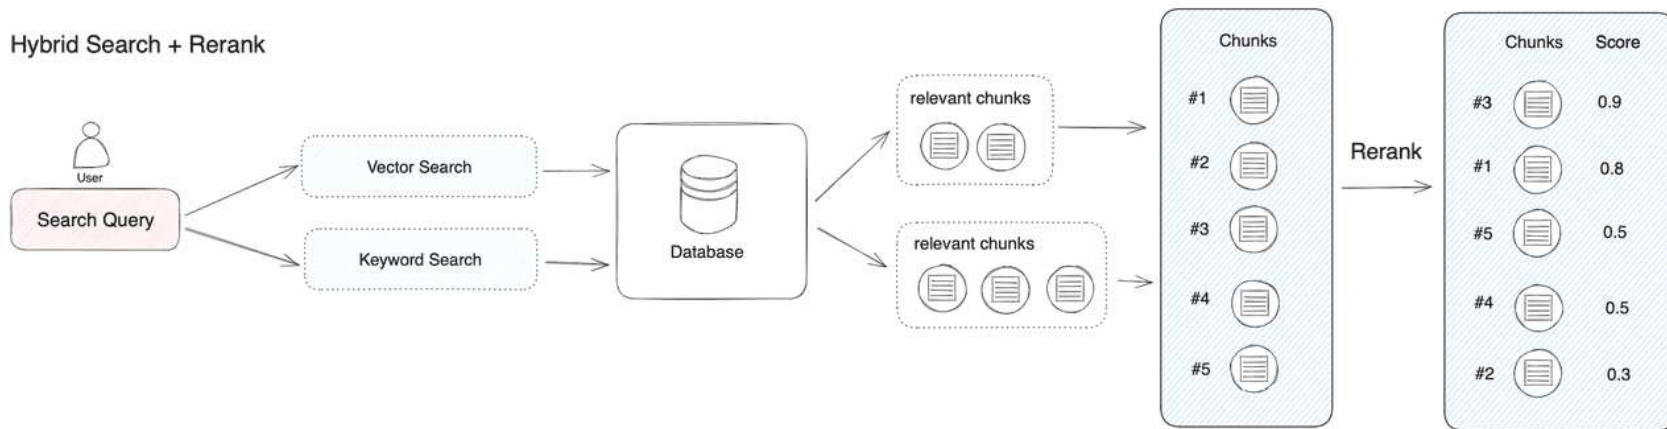 Hybrid Search + Rerank
User
Search Query
Vector Search
Keyword Search
Database
relevant chunks
relevant chunks
Chunks
#1
#2
#3
#4
#5
Rerank
Chunks Score
#3 0.9
#1 0.8
#5 0.5
#4 0.5
#2 0.3